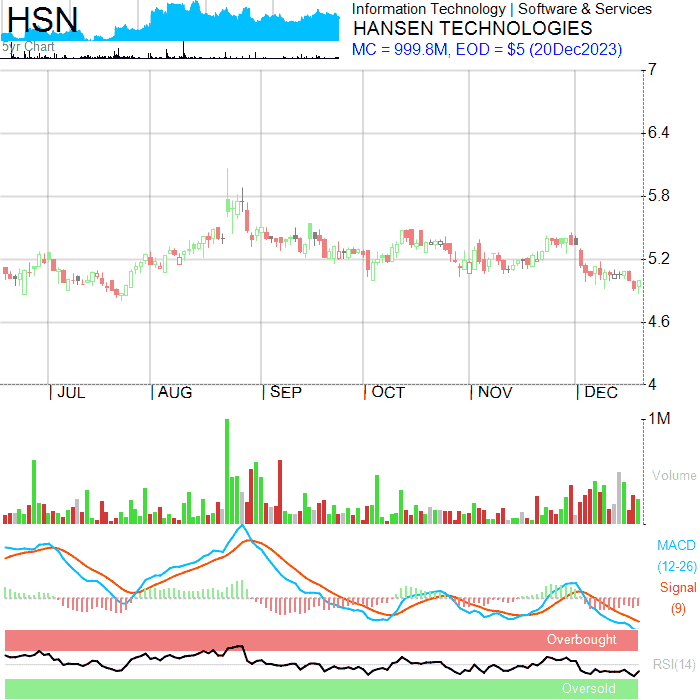 HSN
5yr Chart
Information Technology | Software & Services
HANSEN TECHNOLOGIES
MC = 999.8M, EOD = $5 (20Dec2023)
7
6.4
5.8
5.2
4.6
4
| JUL | AUG | SEP | OCT | NOV | DEC
1M
Volume
MACD
(12-26)
Signal
(9)
Overbought
RSI(14)
Oversold